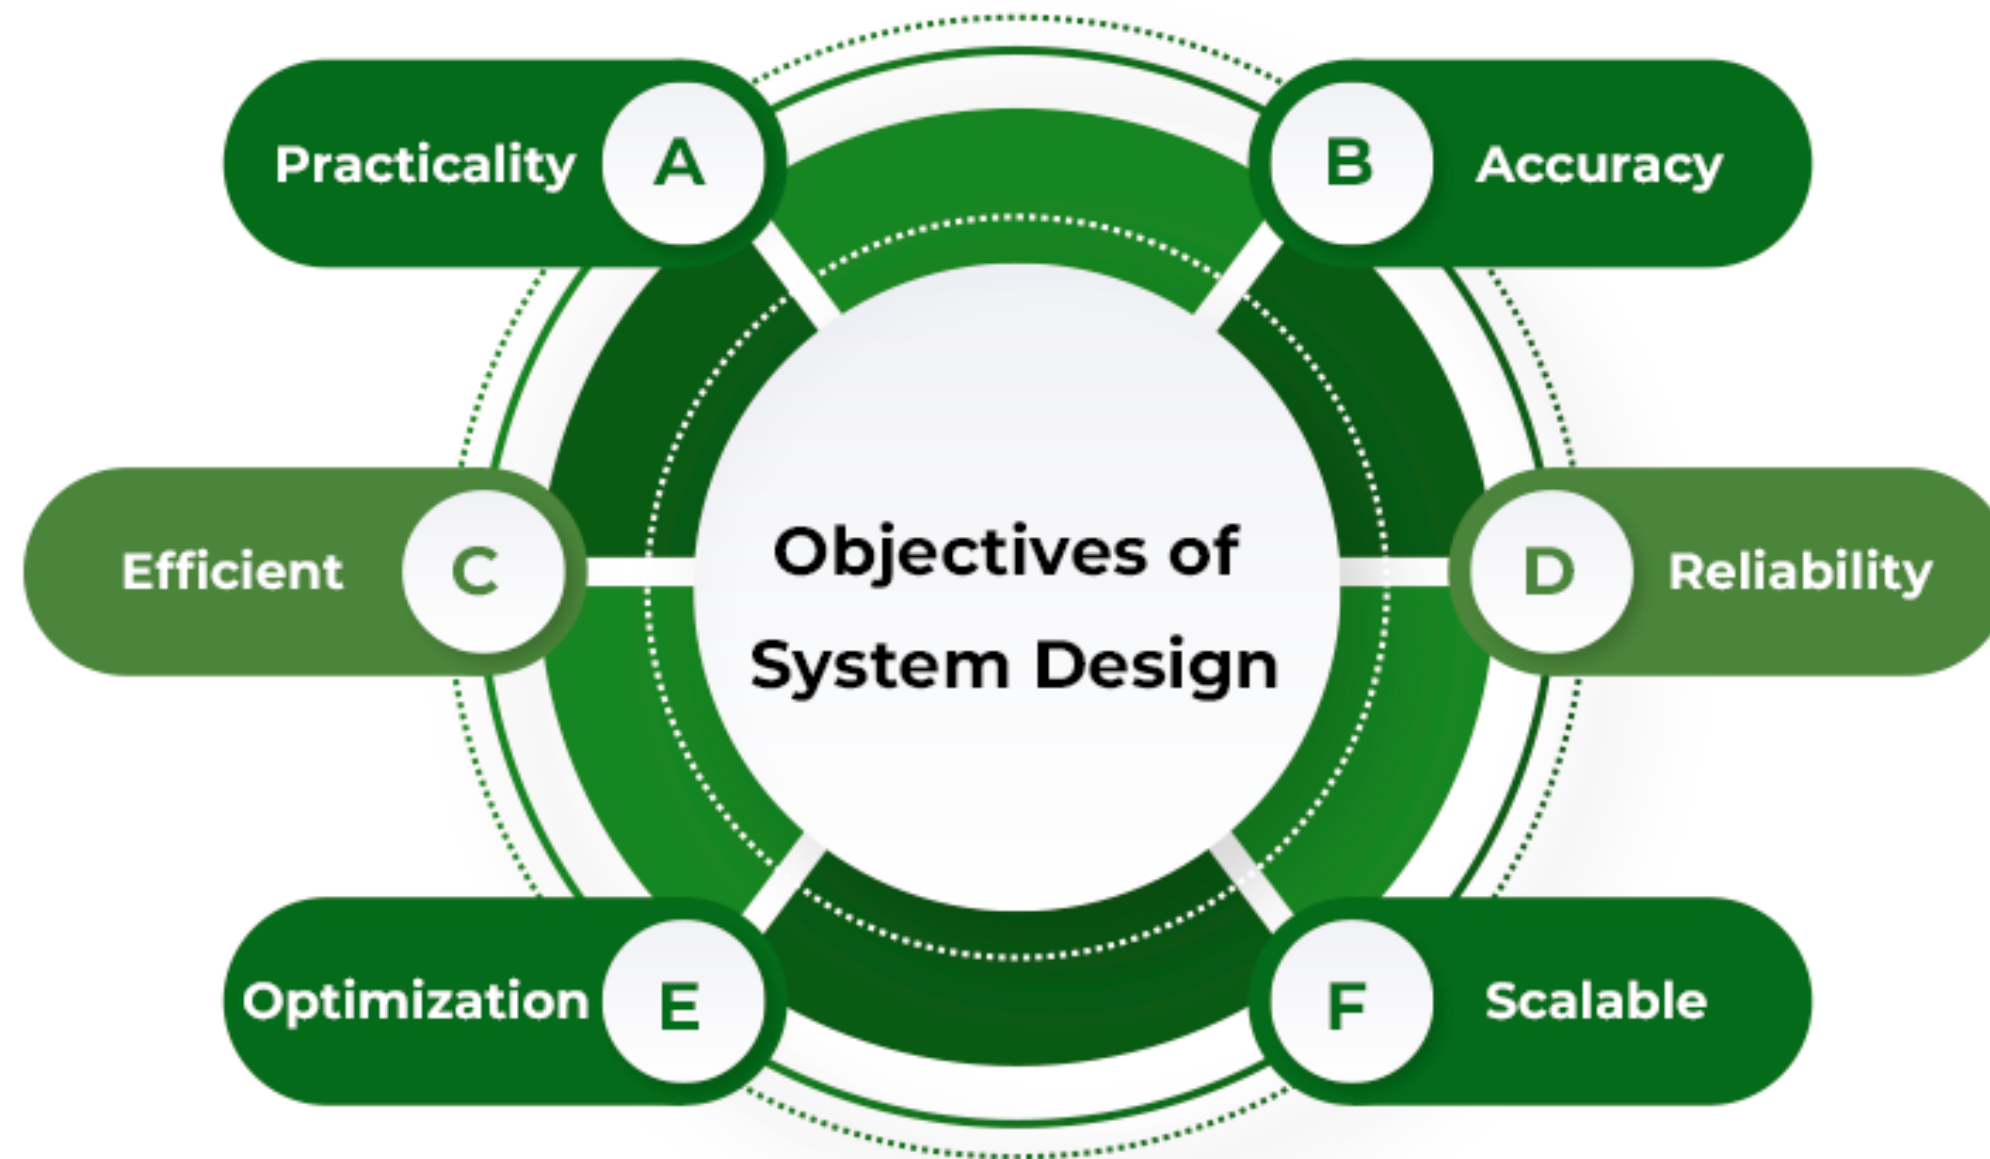 Practicality A
B Accuracy
Efficient C
Objectives of
System Design
D Reliability
Optimization E
F Scalable